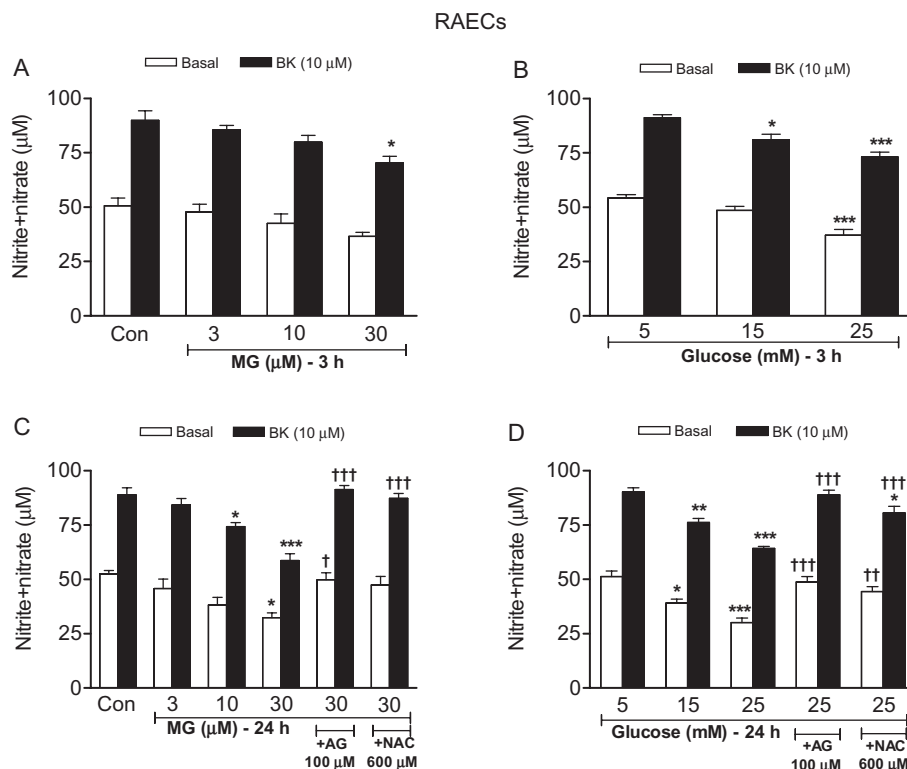 RAECs
A
Basal BK (10 μM)
Nitrite+nitrate (μM)
100
75
50
25
0
*
Con 3 10 30
MG (μM) - 3 h
B
Basal BK (10 μM)
Nitrite+nitrate (μM)
100
75
50
25
0
* *** ***
5 15 25
Glucose (mM) - 3 h
C
Basal BK (10 μM)
Nitrite+nitrate (μM)
100
75
50
25
0
* * *** † ††† †††
Con 3 10 30 30 30
MG (μM) - 24 h
+AG +NAC
100 μM 600 μM
D
Basal BK (10 μM)
Nitrite+nitrate (μM)
100
75
50
25
0
* ** *** *** ††† ††† †† ††† *
5 15 25 25 25
Glucose (mM) - 24 h
+AG +NAC
100 μM 600 μM